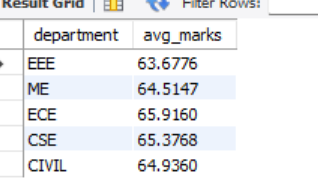 Result Grid Filter Rows:
department avg_marks
EEE 63.6776
ME 64.5147
ECE 65.9160
CSE 65.3768
CIVIL 64.9360